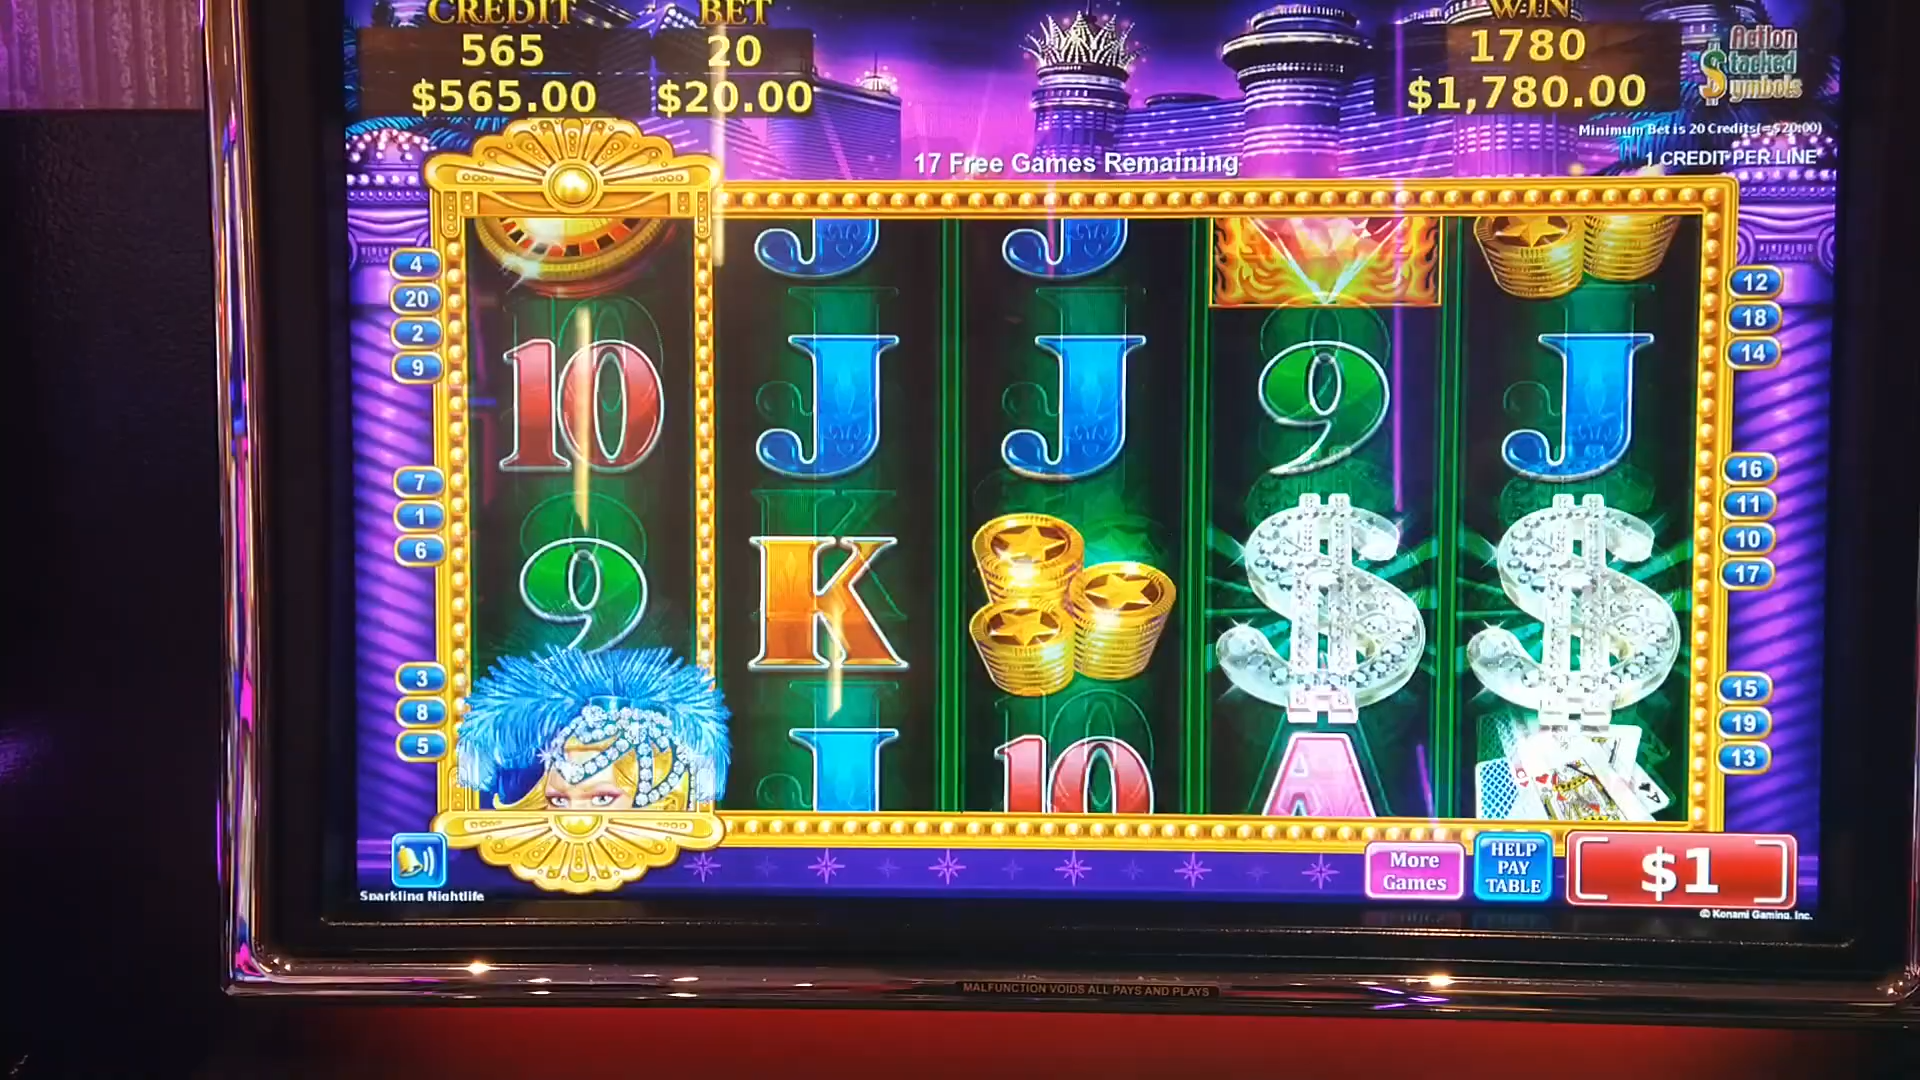 CREDIT
BET
WIN
565
20
1780
$565.00
$20.00
$1,780.00
Action
$tacked
$ymbols
Minimum Bet is 20 Credits(=$20.00)
17 Free Games Remaining
1 CREDIT PER LINE
4
20
2
9
7
1
6
3
8
5
J
J
10
J
J
9
J
9
K
$
$
J
10
A
12
18
14
16
11
10
17
15
19
13
More
Games
HELP
PAY
TABLE
$1
Sparkling Nightlife
© Konami Gaming, Inc.
MALFUNCTION VOIDS ALL PAYS AND PLAYS